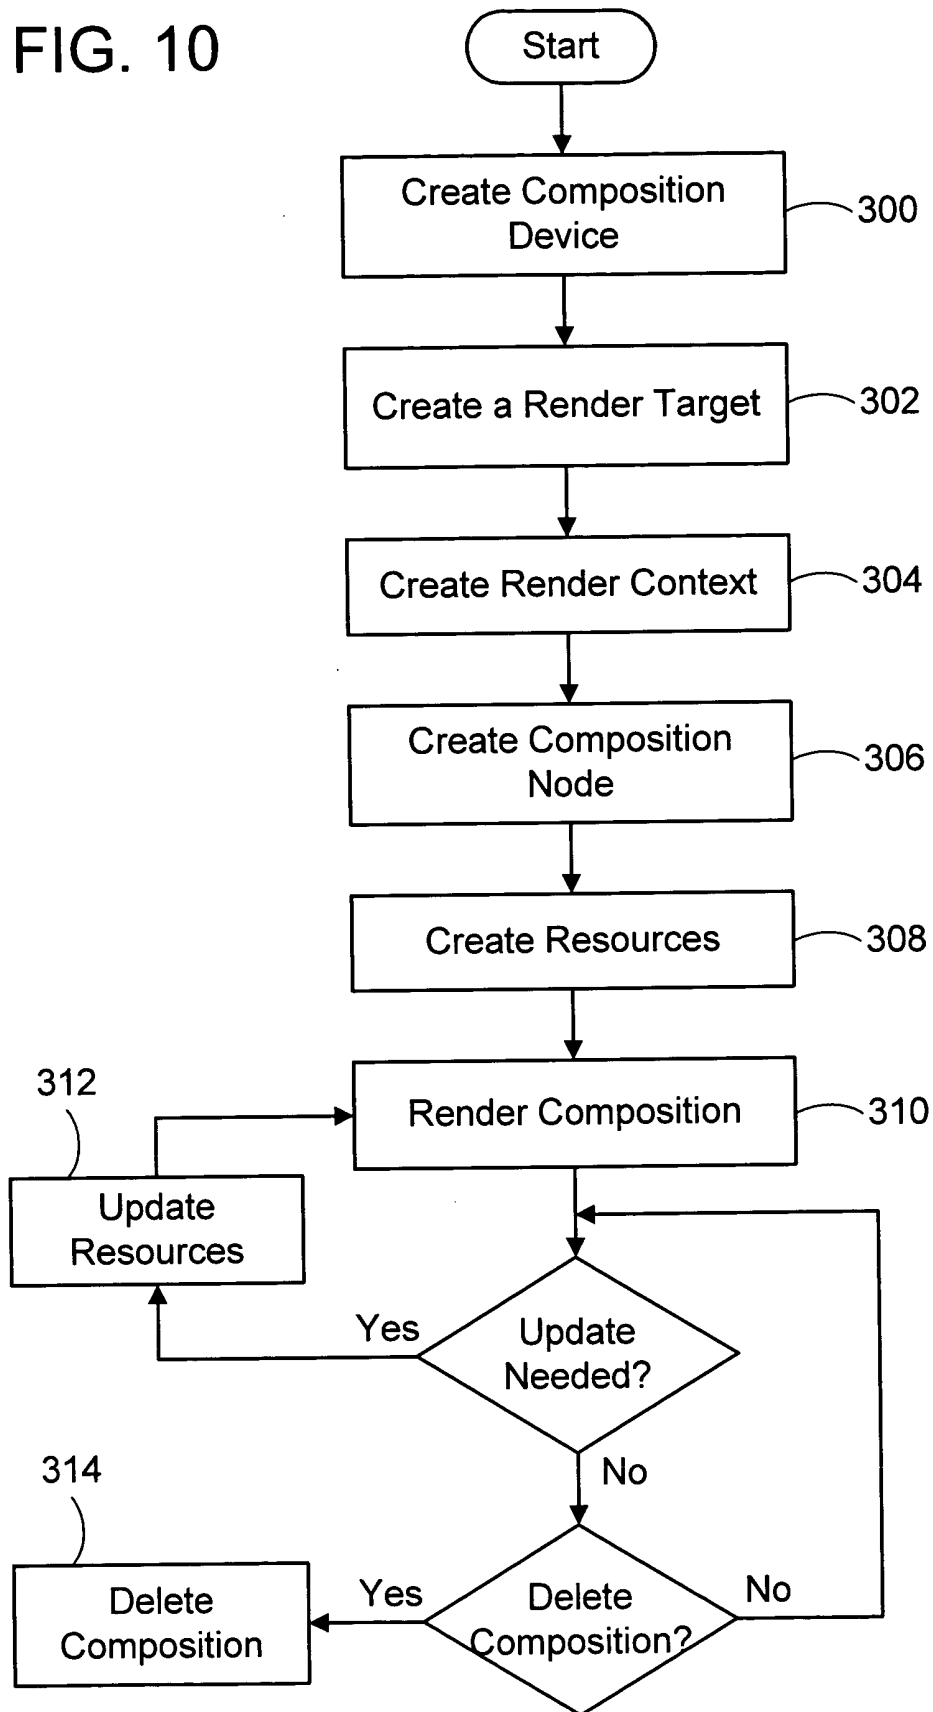 FIG. 10
Start
Create Composition
Device
300
Create a Render Target
302
Create Render Context
304
Create Composition
Node
306
Create Resources
308
Render Composition
310
312
Update
Resources
Yes
Update
Needed?
No
314
Delete
Composition
Yes
Delete
Composition?
No